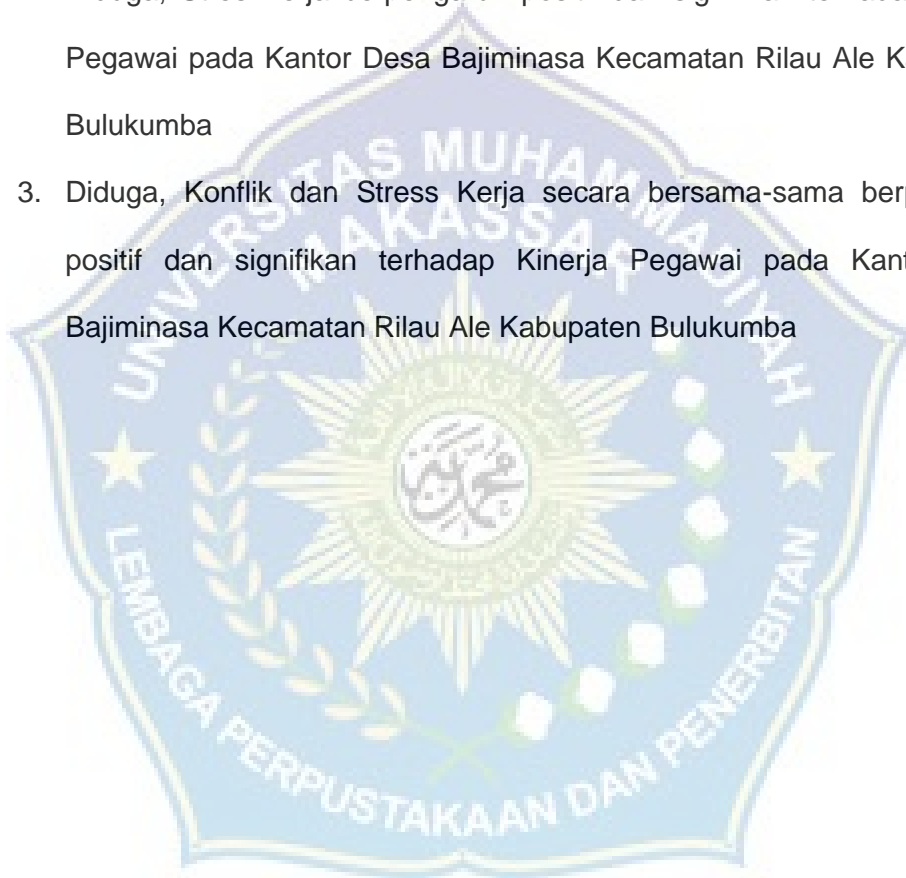 Pegawai pada Kantor Desa Bajiminasa Kecamatan Rilau Ale K
Bulukumba
3. Diduga, Konflik dan Stress Kerja secara bersama-sama ber
positif dan signifikan terhadap Kinerja Pegawai pada Kant
Bajiminasa Kecamatan Rilau Ale Kabupaten Bulukumba
UNIVERSITAS MUHAMMADIYAH
MAKASSAR
محمدية
LEMBAGA PERPUSTAKAAN DAN PENERBITAN